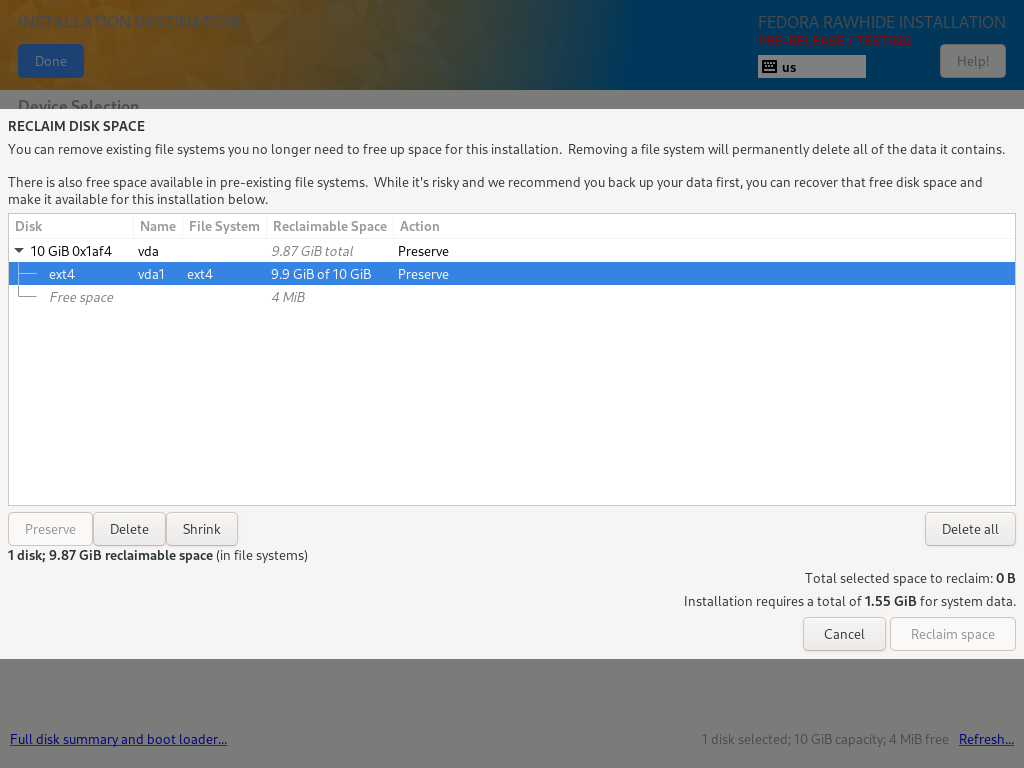 INSTALLATION DESTINATION
FEDORA RAWHIDE INSTALLATION
PRE-RELEASE / TESTING
Done
us
Help!
Device Selection
RECLAIM DISK SPACE
You can remove existing file systems you no longer need to free up space for this installation.  Removing a file system will permanently delete all of the data it contains.
There is also free space available in pre-existing file systems.  While it's risky and we recommend you back up your data first, you can recover that free disk space and
make it available for this installation below.
Disk Name File System Reclaimable Space Action
10 GiB 0x1af4 vda 9.87 GiB total Preserve
ext4 vda1 ext4 9.9 GiB of 10 GiB Preserve
Free space 4 MiB
Preserve Delete Shrink Delete all
1 disk; 9.87 GiB reclaimable space (in file systems)
Total selected space to reclaim: 0 B
Installation requires a total of 1.55 GiB for system data.
Cancel Reclaim space
Full disk summary and boot loader... 1 disk selected; 10 GiB capacity; 4 MiB free Refresh...